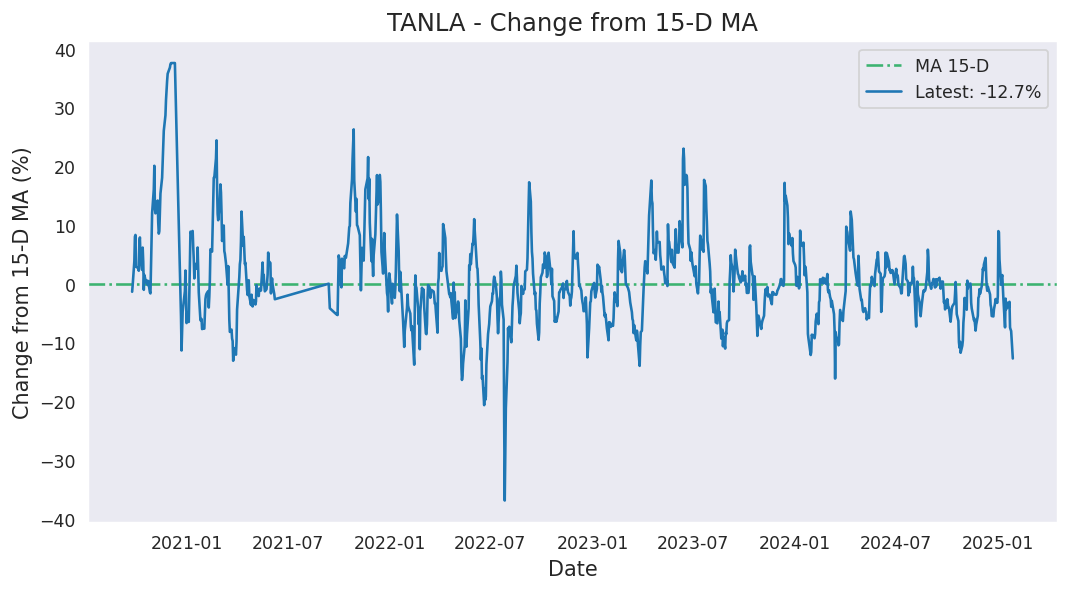 TANLA - Change from 15-D MA
40
30
20
10
0
−10
−20
−30
−40
Change from 15-D MA (%)
MA 15-D
Latest: -12.7%
2021-01 2021-07 2022-01 2022-07 2023-01 2023-07 2024-01 2024-07 2025-01
Date